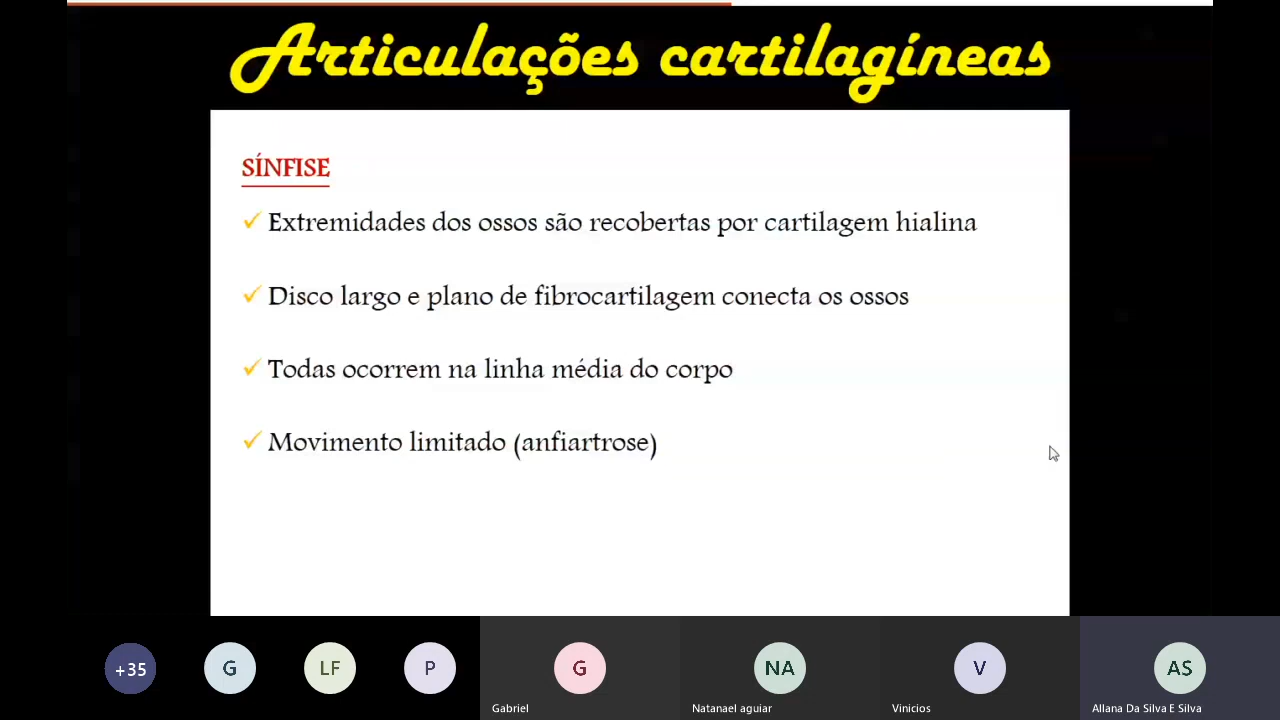 Articulações cartilagíneas
SÍNFISE
Extremidades dos ossos são recobertas por cartilagem hialina
Disco largo e plano de fibrocartilagem conecta os ossos
Todas ocorrem na linha média do corpo
Movimento limitado (anfiartrose)
+35 G LF P G NA V AS
Gabriel Natanael aguiar Vinicios Allana Da Silva E Silva